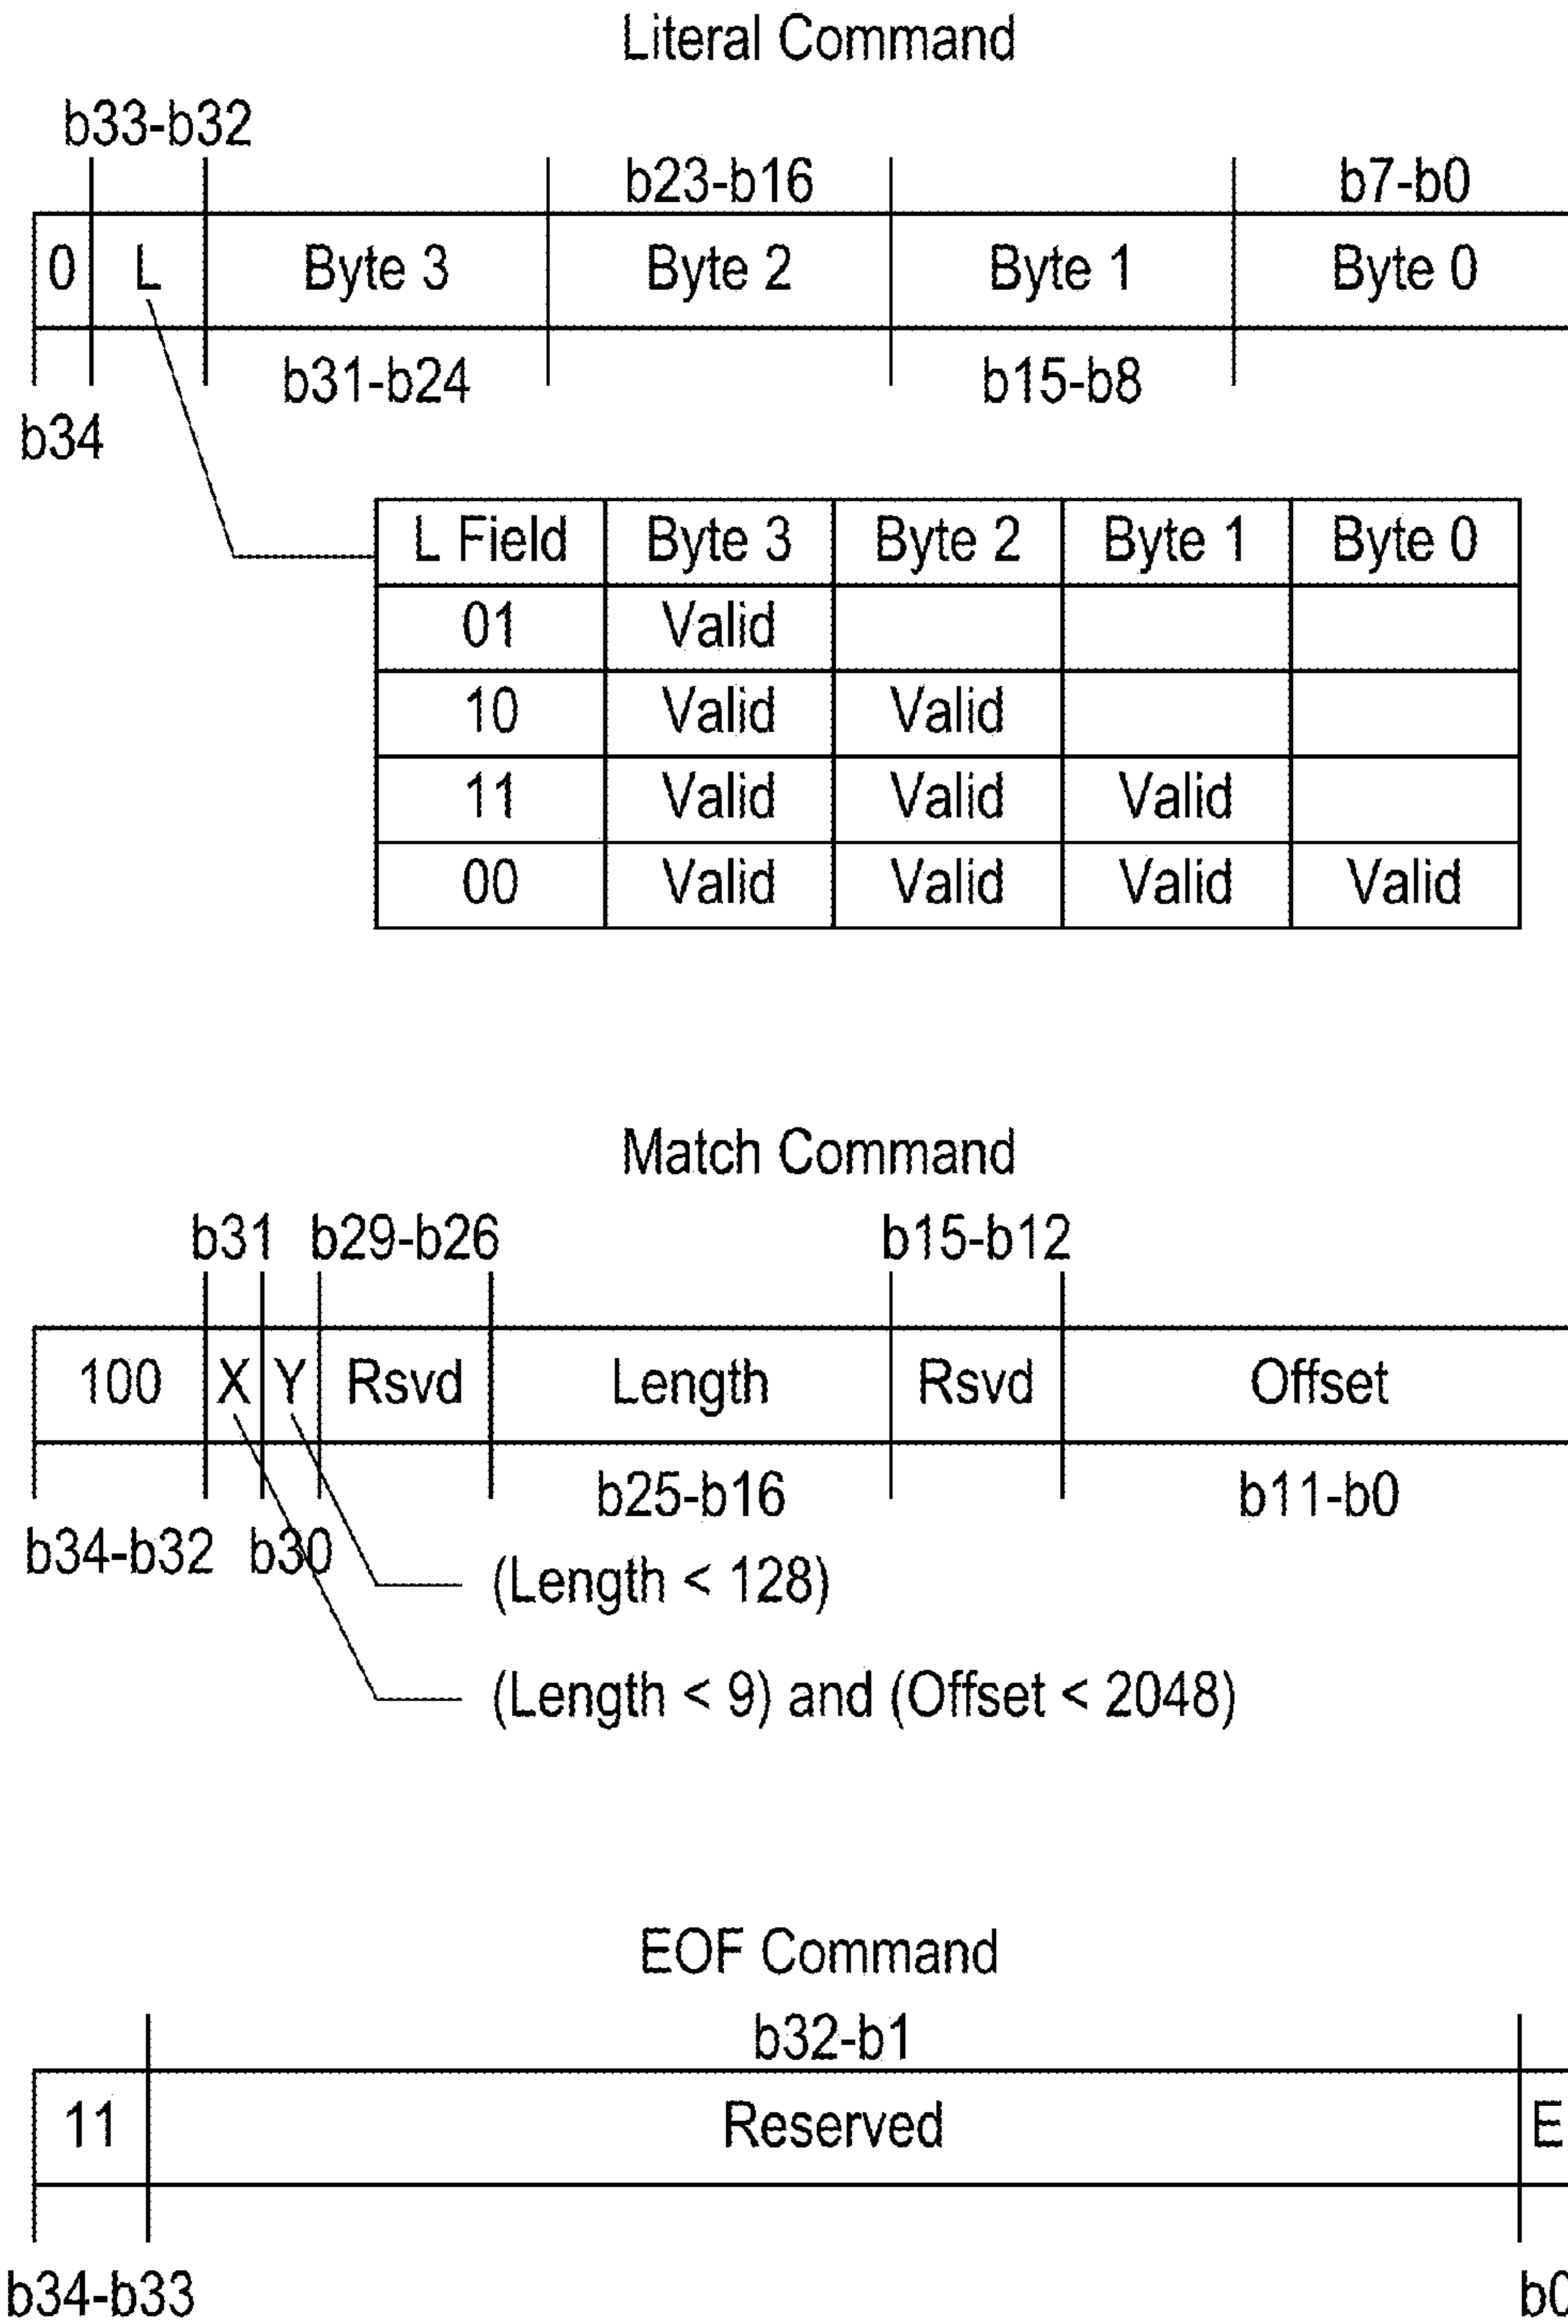 Literal Command
b33-b32
b23-b16 b7-b0
0 L Byte 3 Byte 2 Byte 1 Byte 0
b31-b24 b15-b8
b34
L Field Byte 3 Byte 2 Byte 1 Byte 0
01 Valid
10 Valid Valid
11 Valid Valid Valid
00 Valid Valid Valid Valid
Match Command
b31 b29-b26 b15-b12
100 X Y Rsvd Length Rsvd Offset
b25-b16 b11-b0
b34-b32 b30
(Length < 128)
(Length < 9) and (Offset < 2048)
EOF Command
b32-b1
11 Reserved E
b34-b33 b0